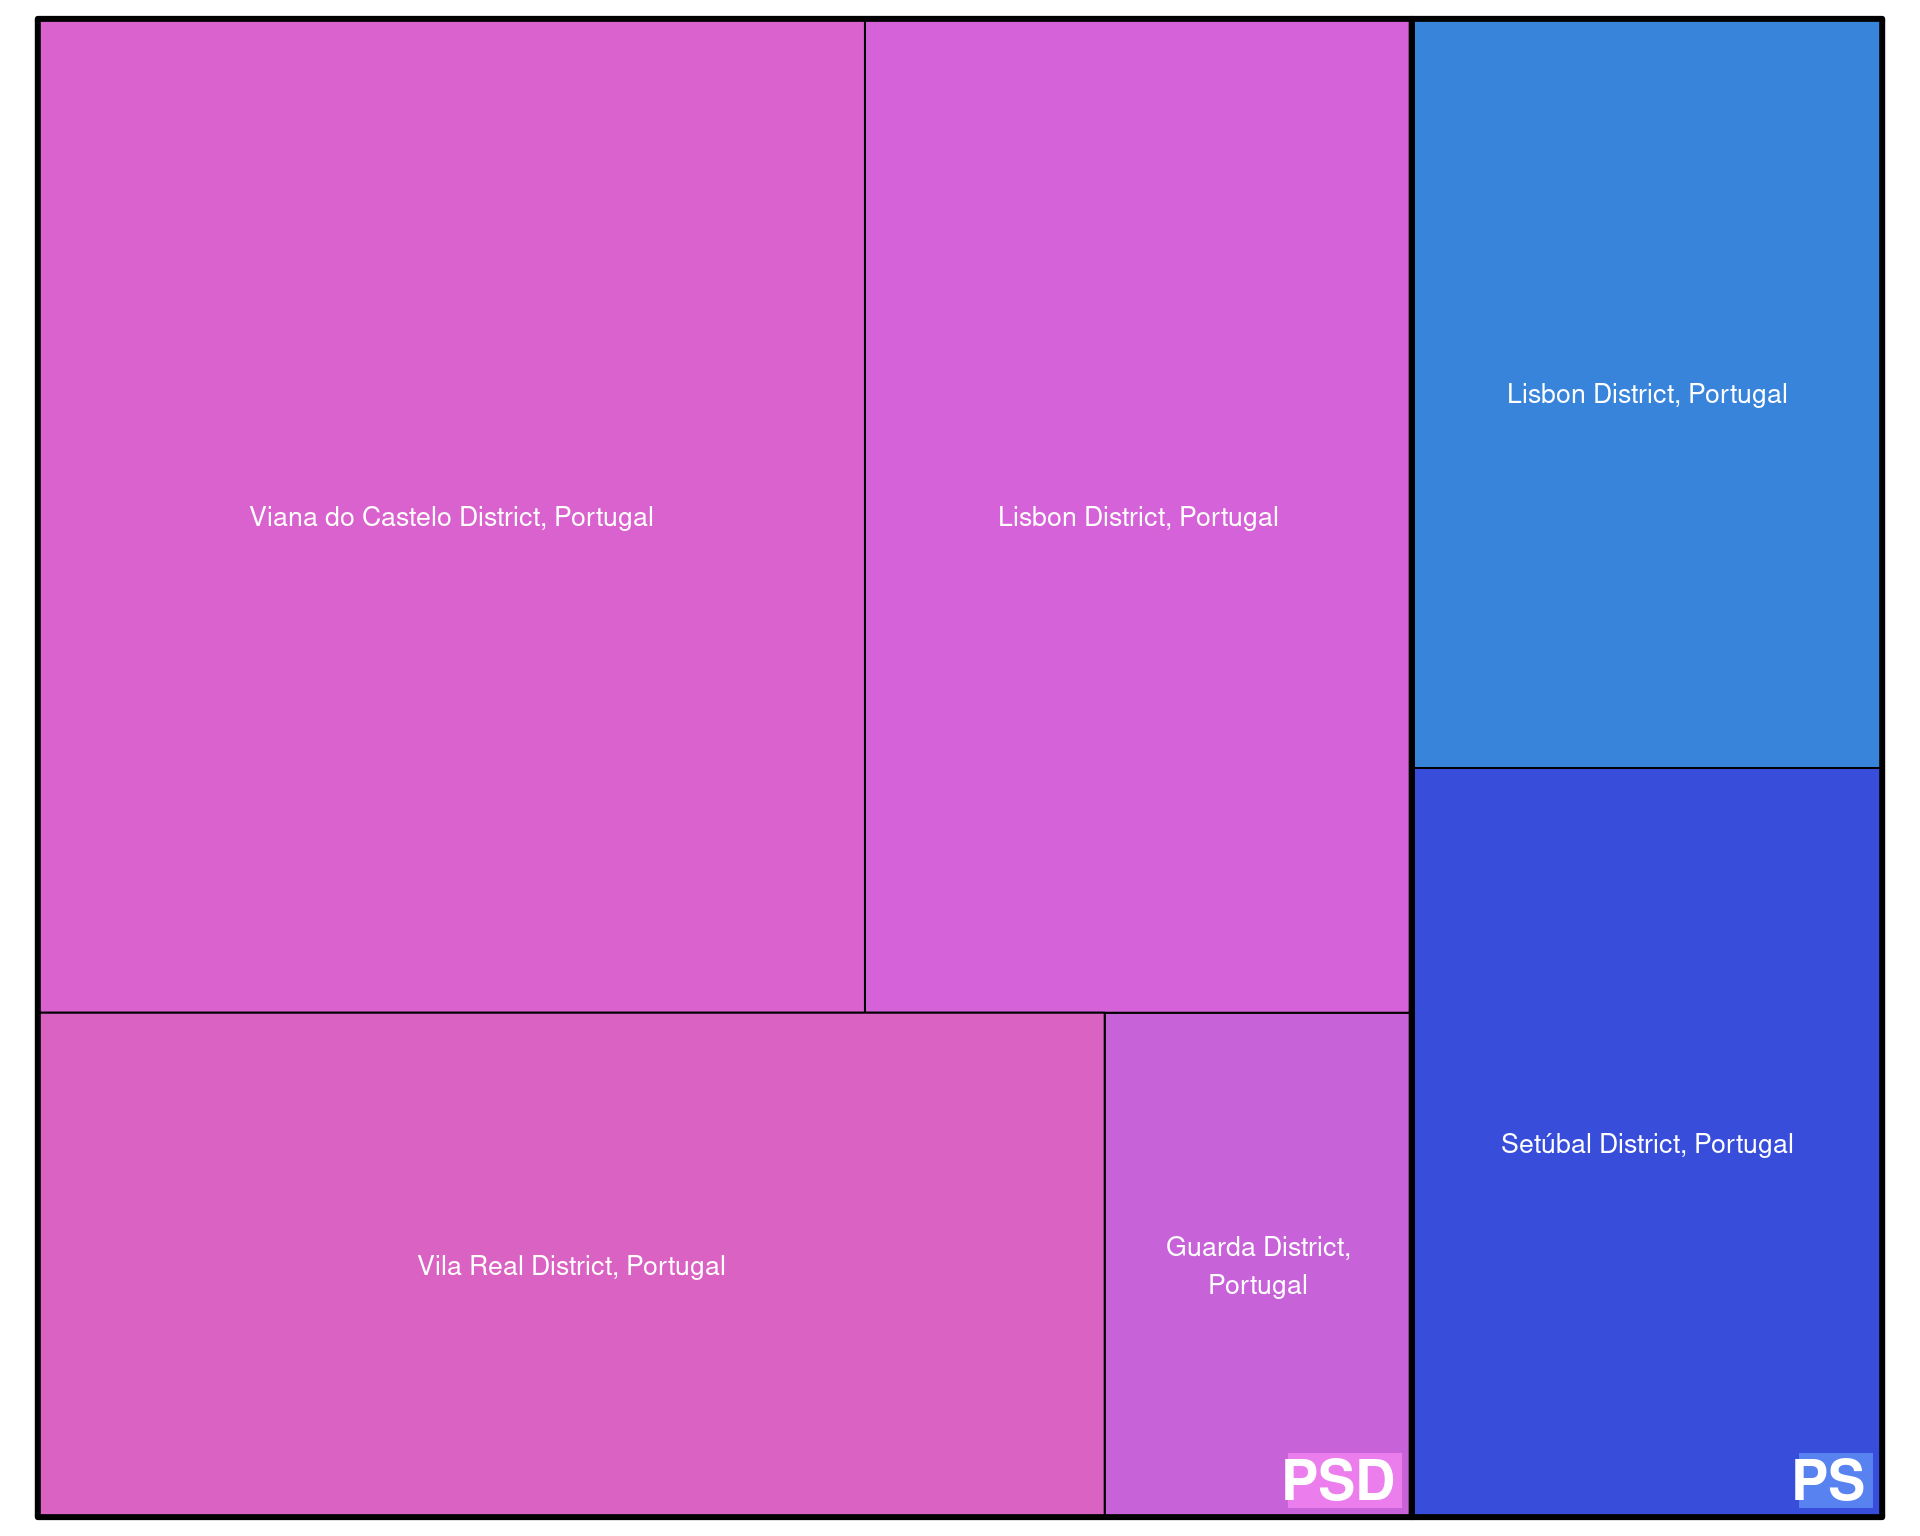 Viana do Castelo District, Portugal
Lisbon District, Portugal
Lisbon District, Portugal
Setúbal District, Portugal
Vila Real District, Portugal
Guarda District,
Portugal
PSD
PS